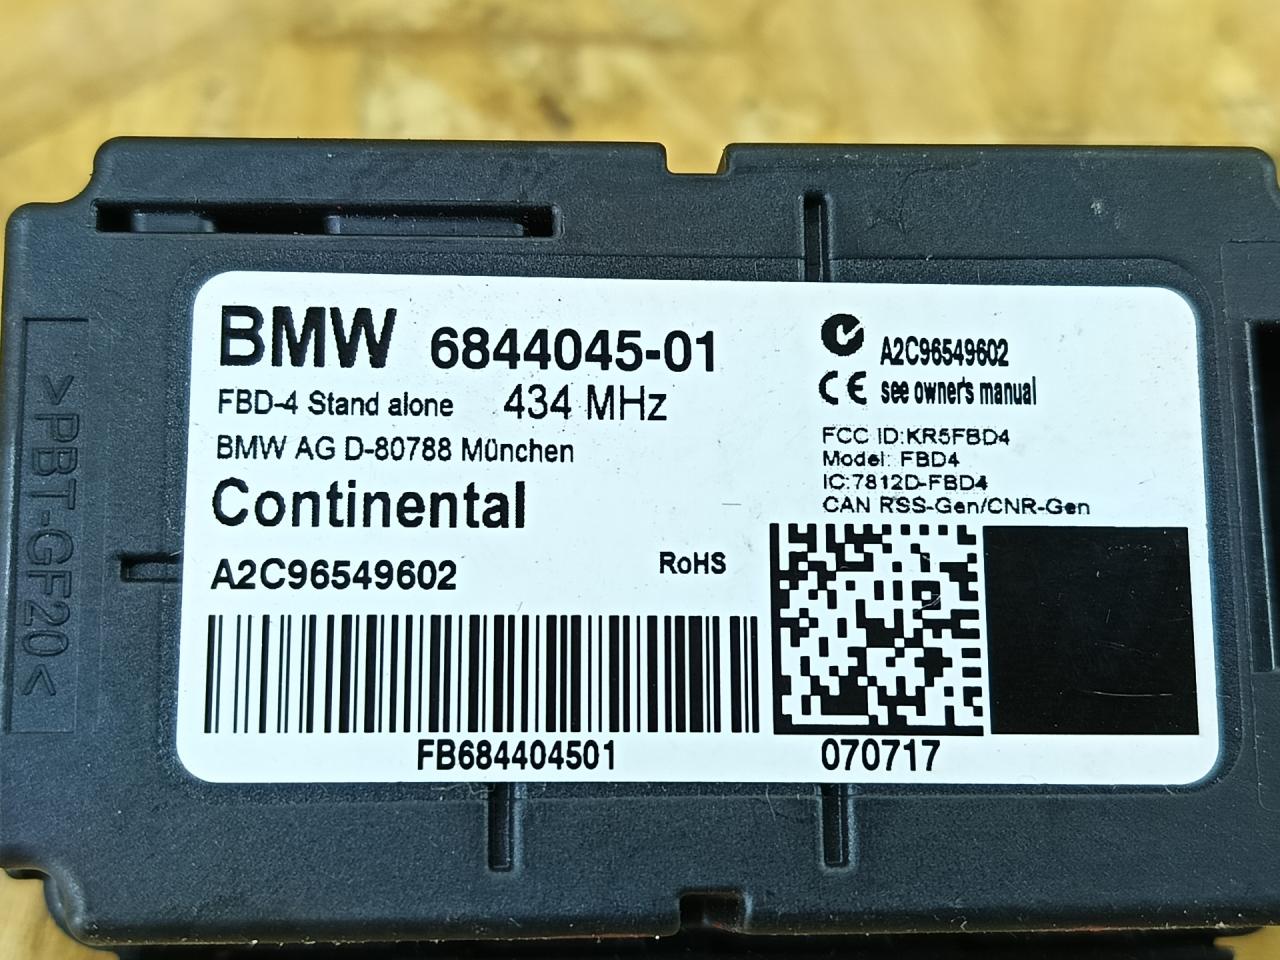 BMW 6844045-01
FBD-4 Stand alone 434 MHz
BMW AG D-80788 München
Continental
A2C96549602
RoHS
FB684404501
A2C96549602
CE see owner's manual
FCC ID:KR5FBD4
Model: FBD4
IC:7812D-FBD4
CAN RSS-Gen/CNR-Gen
070717
>PBT-GF20<